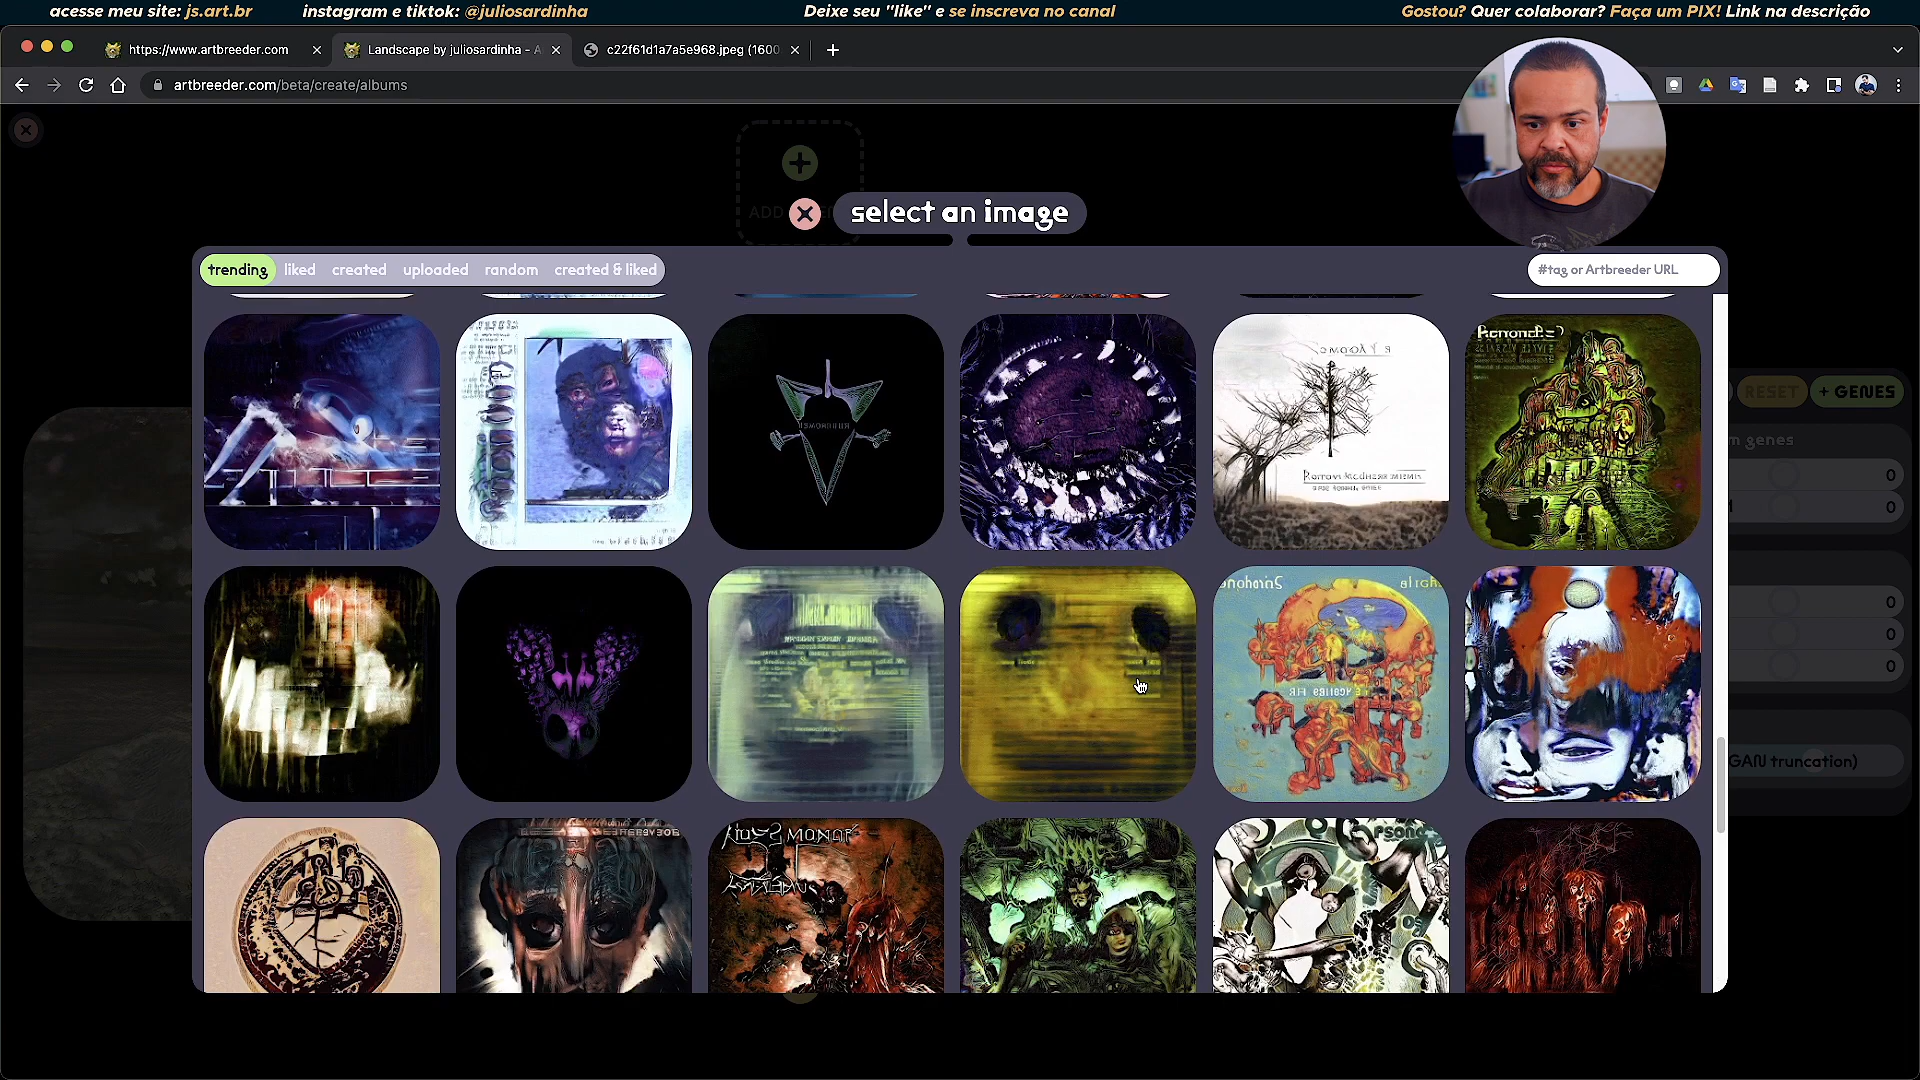 acesse meu site: js.art.br
instagram e tiktok: @juliosardinha
Deixe seu "like" e se inscreva no canal
Gostou? Quer colaborar? Faça um PIX! Link na descrição
https://www.artbreeder.com
Landscape by juliosardinha - A
c22f61d1a7a5e968.jpeg (1600
artbreeder.com/beta/create/albums
ADD
select an image
trending
liked
created
uploaded
random
created & liked
#tag or Artbreeder URL
RESET
+ GENES
genes
0
0
0
0
0
GAN truncation)